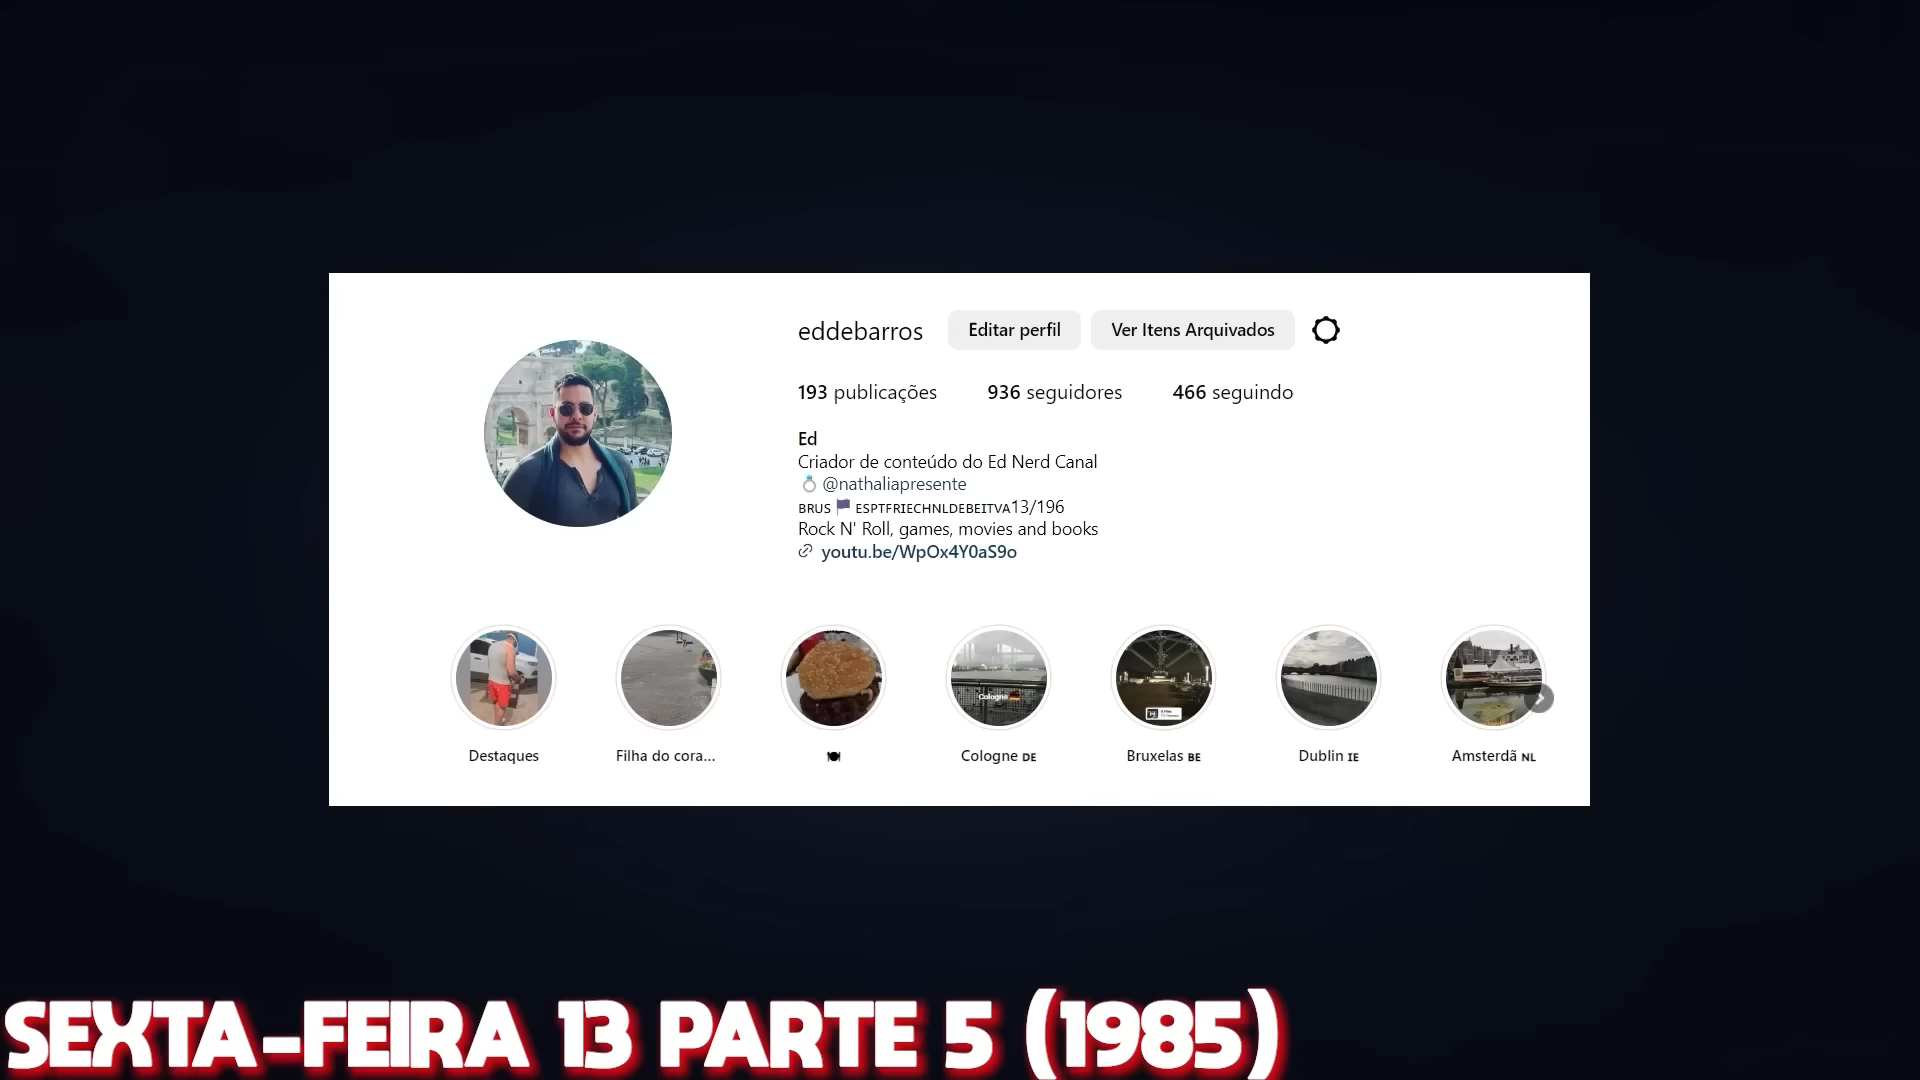 eddebarros Editar perfil Ver Itens Arquivados
193 publicações 936 seguidores 466 seguindo
Ed
Criador de conteúdo do Ed Nerd Canal
@nathaliapresente
BRUS ESPTFRIECHNLDEBEITVA13/196
Rock N' Roll, games, movies and books
youtu.be/WpOx4Y0aS9o
Cologne
Destaques Filha do cora... Cologne DE Bruxelas BE Dublin IE Amsterdã NL
SEXTA-FEIRA 13 PARTE 5 (1985)